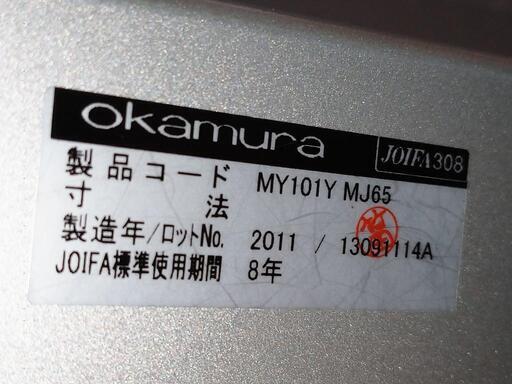 okamura
JOIFA308
製品コード MY101Y MJ65
寸法
製造年/ロットNo. 2011 / 13091114A
JOIFA標準使用期間 8年